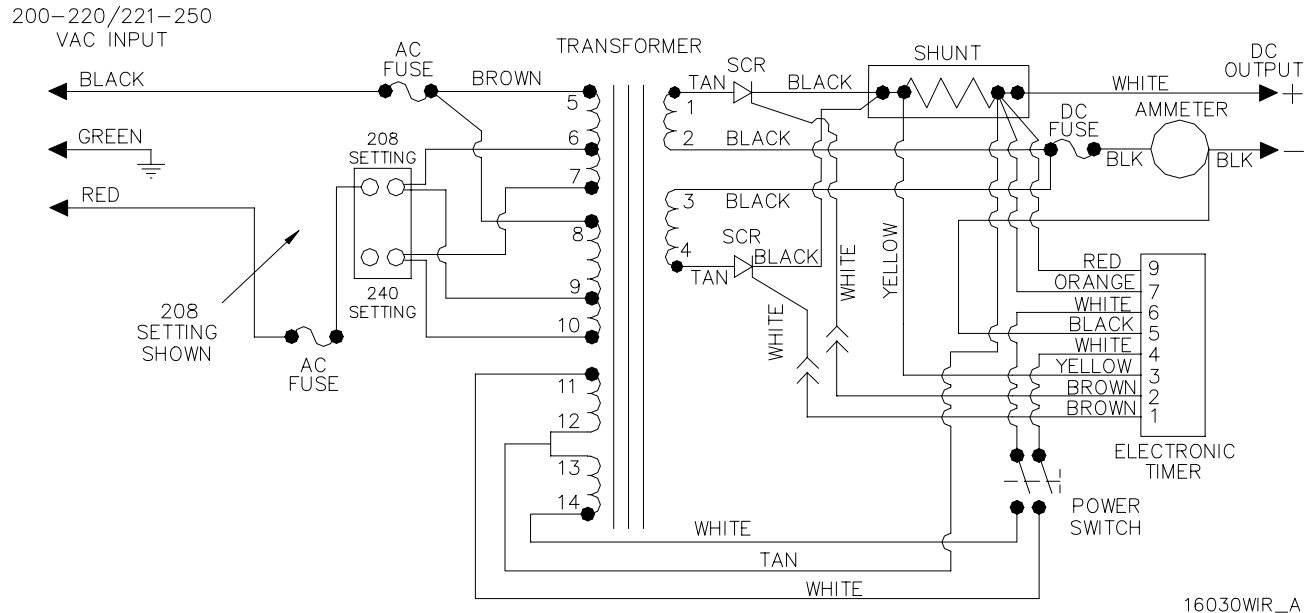 200-220/221-250
VAC INPUT
BLACK
GREEN
RED
AC
FUSE
BROWN
TRANSFORMER
208
SETTING
240
SETTING
208
SETTING
SHOWN
AC
FUSE
5
6
7
8
9
10
11
12
13
14
1
2
3
4
TAN
SCR
BLACK
BLACK
BLACK
SCR
BLACK
TAN
SHUNT
WHITE
DC
OUTPUT
+
DC
FUSE
AMMETER
BLK
BLK
−
WHITE
WHITE
YELLOW
RED 9
ORANGE 7
WHITE 6
BLACK 5
WHITE 4
YELLOW 3
BROWN 2
BROWN 1
ELECTRONIC
TIMER
POWER
SWITCH
WHITE
TAN
WHITE
16030WIR_A